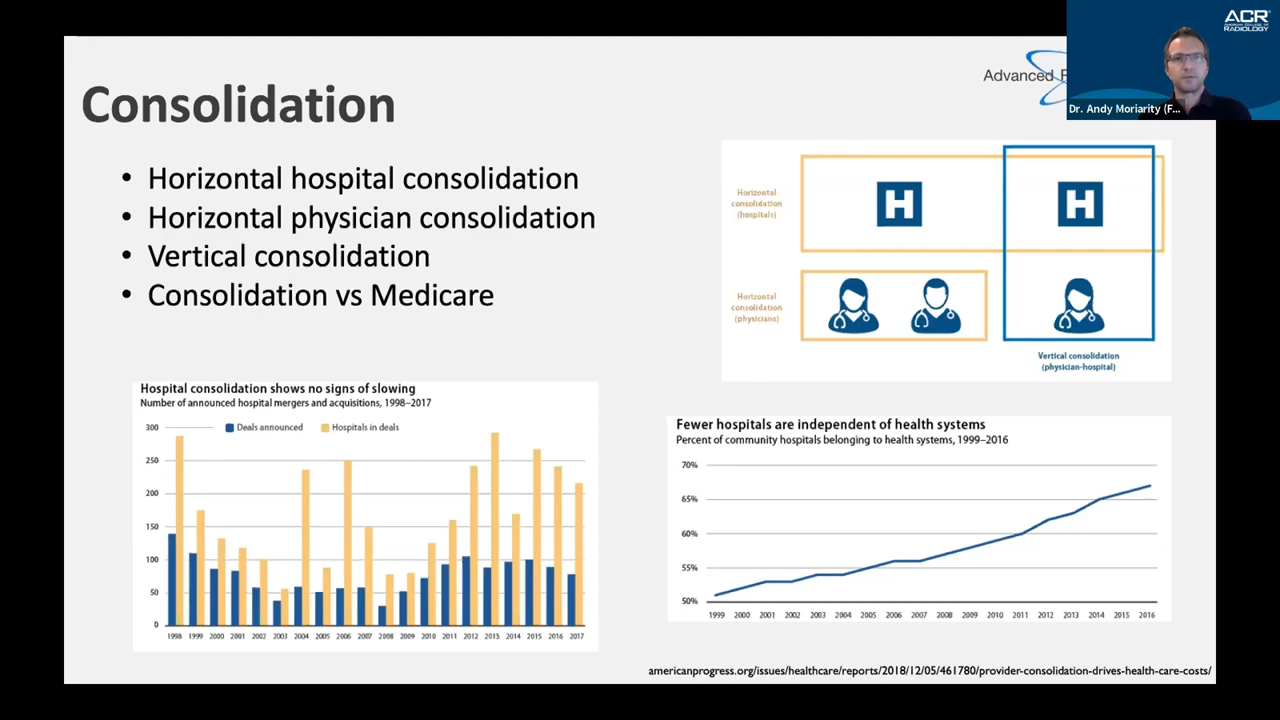 ACR
AMERICAN COLLEGE OF
RADIOLOGY
Dr. Andy Moriarity (F...
Advanced
Consolidation
• Horizontal hospital consolidation
• Horizontal physician consolidation
• Vertical consolidation
• Consolidation vs Medicare
Horizontal
consolidation
(hospitals)
H
H
Horizontal
consolidation
(physicians)
Vertical consolidation
(physician-hospital)
Hospital consolidation shows no signs of slowing
Number of announced hospital mergers and acquisitions, 1998–2017
Deals announced Hospitals in deals
300
250
200
150
100
50
0
1998 1999 2000 2001 2002 2003 2004 2005 2006 2007 2008 2009 2010 2011 2012 2013 2014 2015 2016 2017
Fewer hospitals are independent of health systems
Percent of community hospitals belonging to health systems, 1999–2016
70%
65%
60%
55%
50%
1999 2000 2001 2002 2003 2004 2005 2006 2007 2008 2009 2010 2011 2012 2013 2014 2015 2016
americanprogress.org/issues/healthcare/reports/2018/12/05/461780/provider-consolidation-drives-health-care-costs/